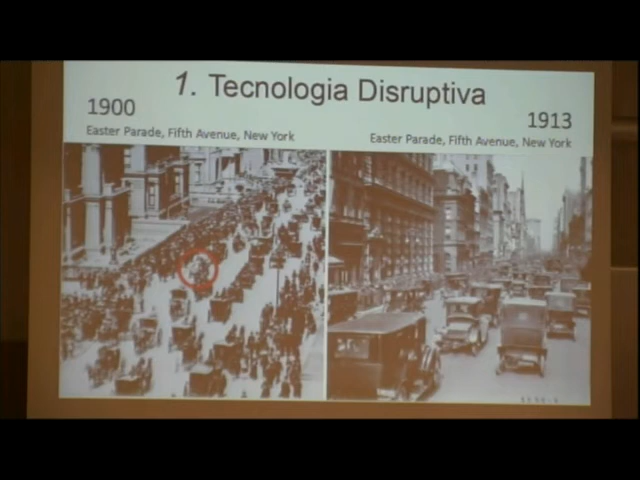 1. Tecnologia Disruptiva
1900
Easter Parade, Fifth Avenue, New York
1913
Easter Parade, Fifth Avenue, New York